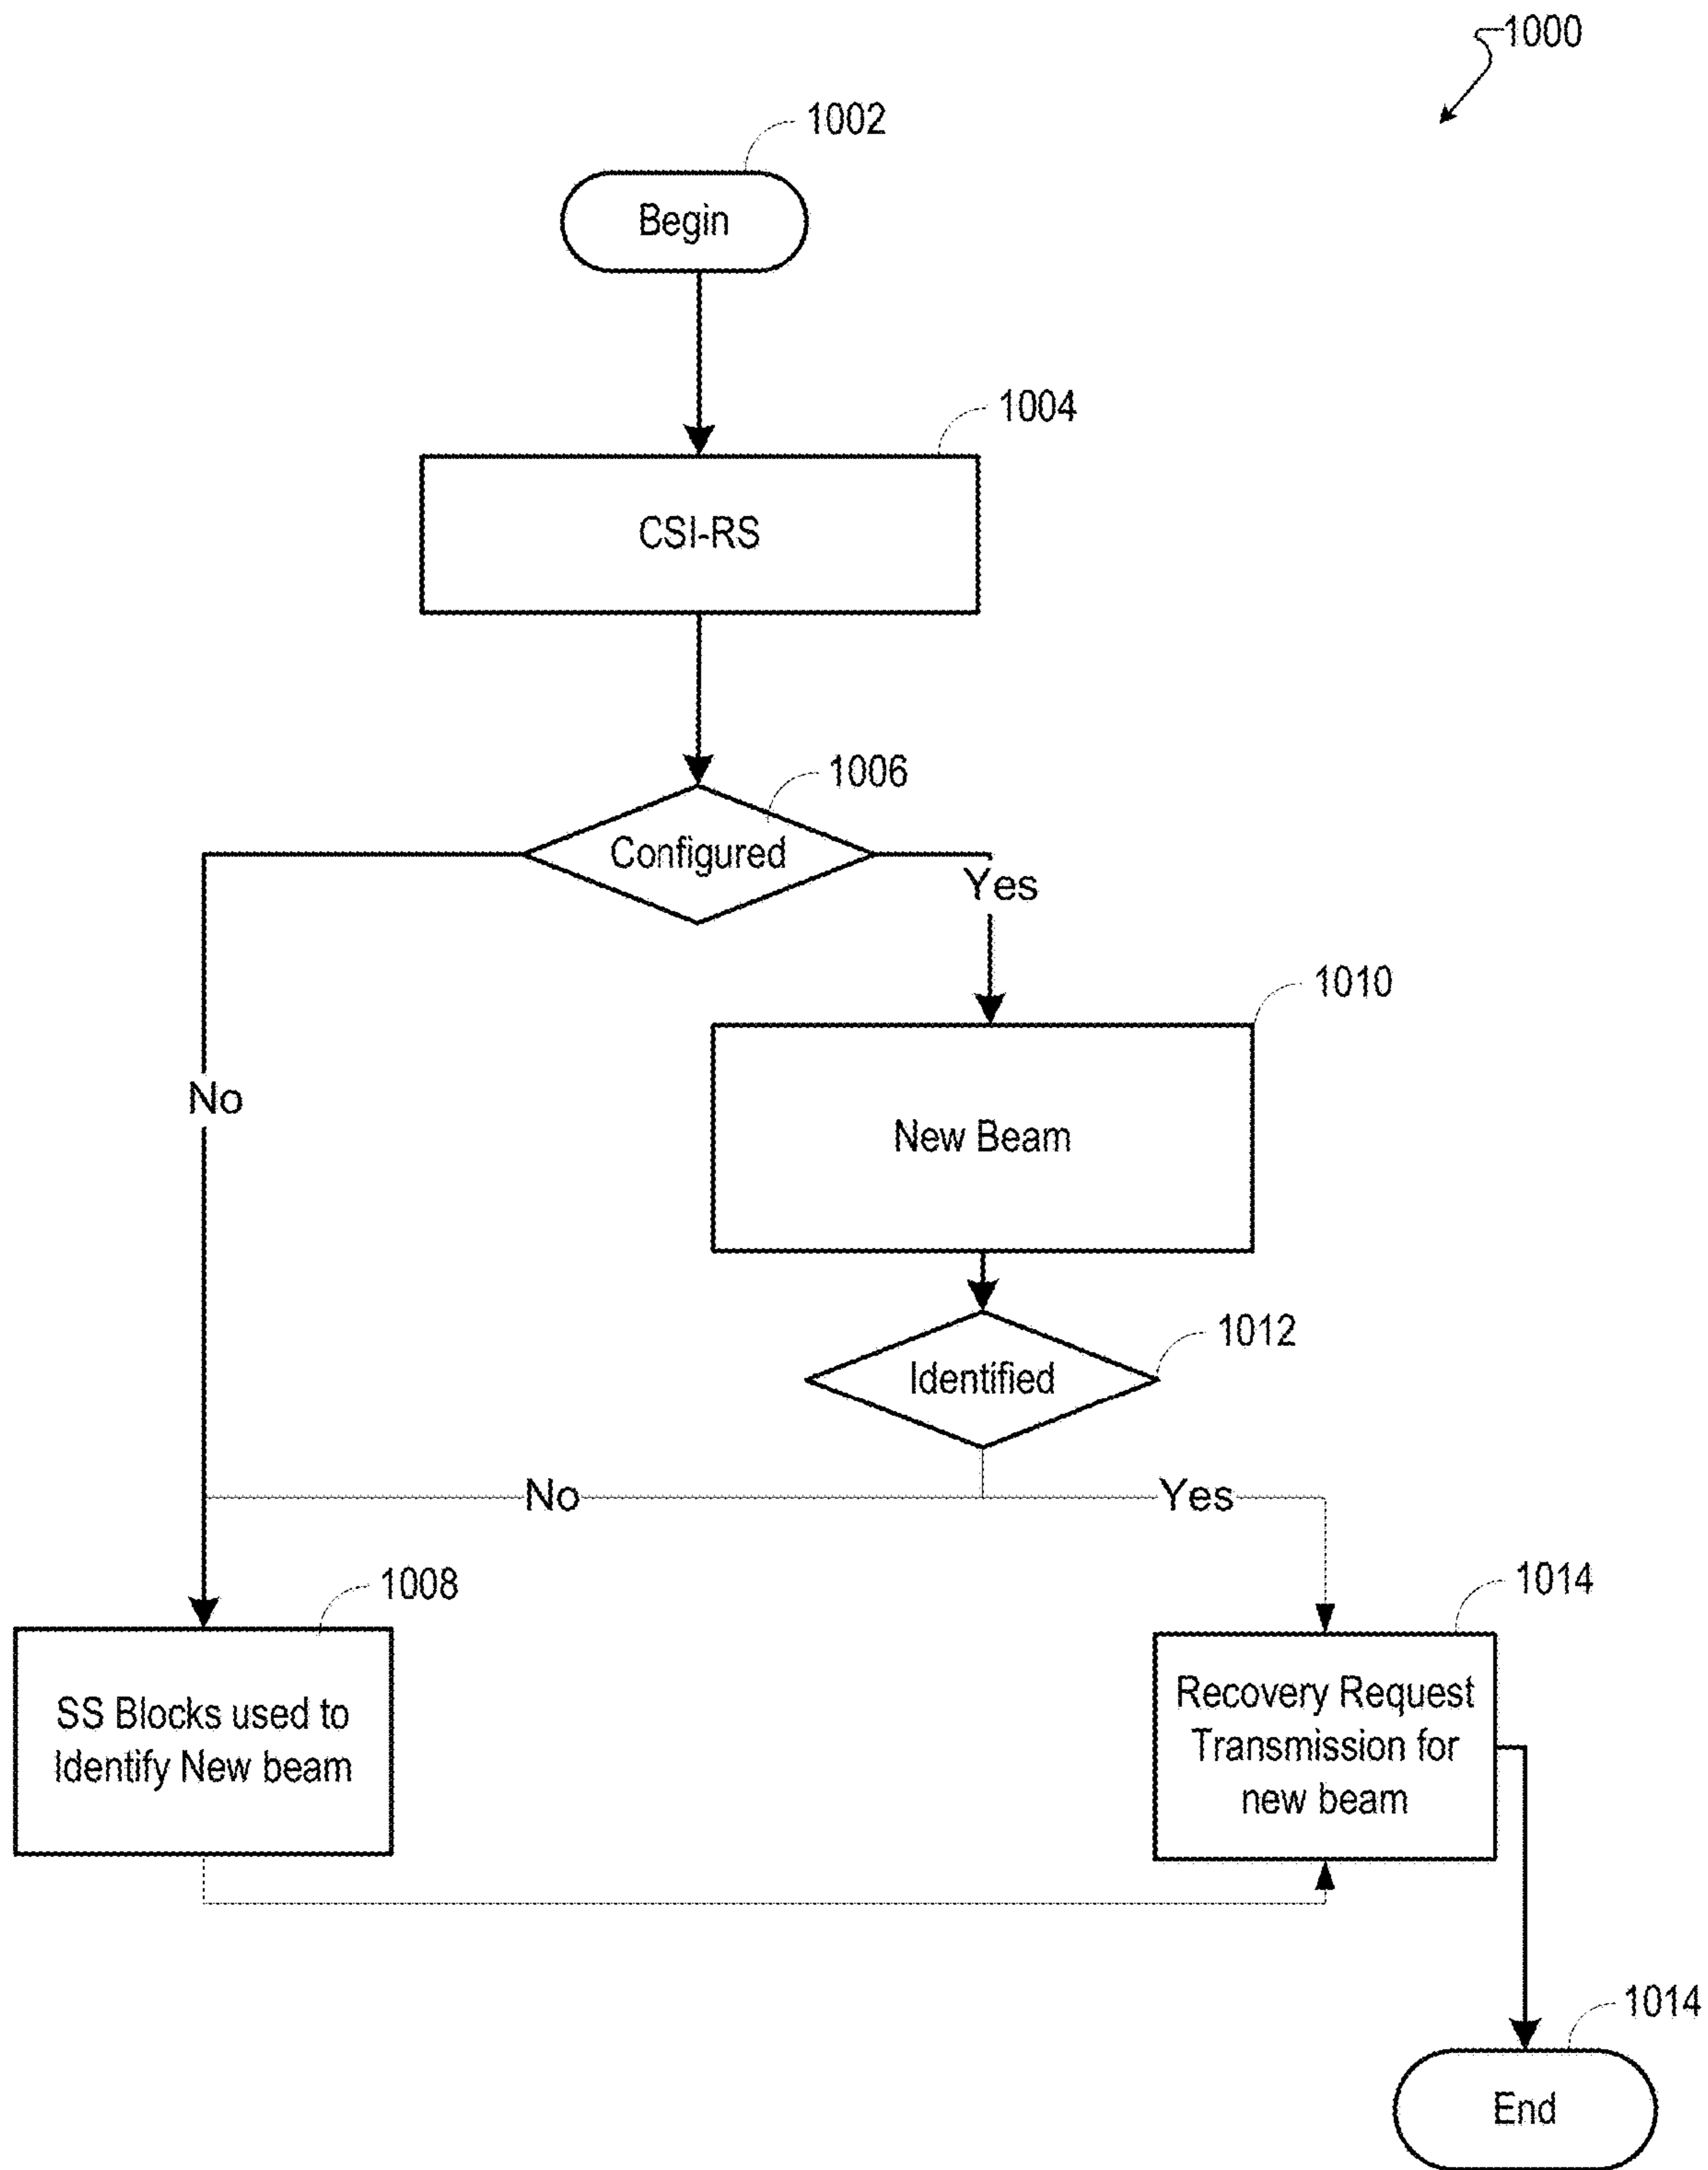 1000
1002
Begin
1004
CSI-RS
1006
Configured
Yes
1010
No
New Beam
1012
Identified
No
Yes
1008
1014
SS Blocks used to
Identify New beam
Recovery Request
Transmission for
new beam
1014
End